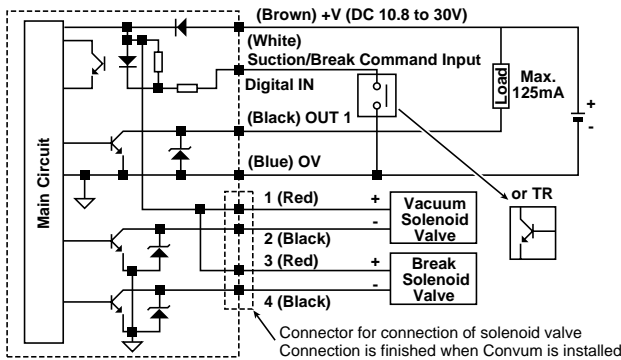 (Brown) +V (DC 10.8 to 30V)
(White)
Suction/Break Command Input
Digital IN
Load
Max.
125mA
+
-
(Black) OUT 1
(Blue) OV
Main Circuit
1 (Red)
+
Vacuum
Solenoid
Valve
-
2 (Black)
3 (Red)
+
Break
Solenoid
Valve
-
4 (Black)
or TR
Connector for connection of solenoid valve
Connection is finished when Convum is installed